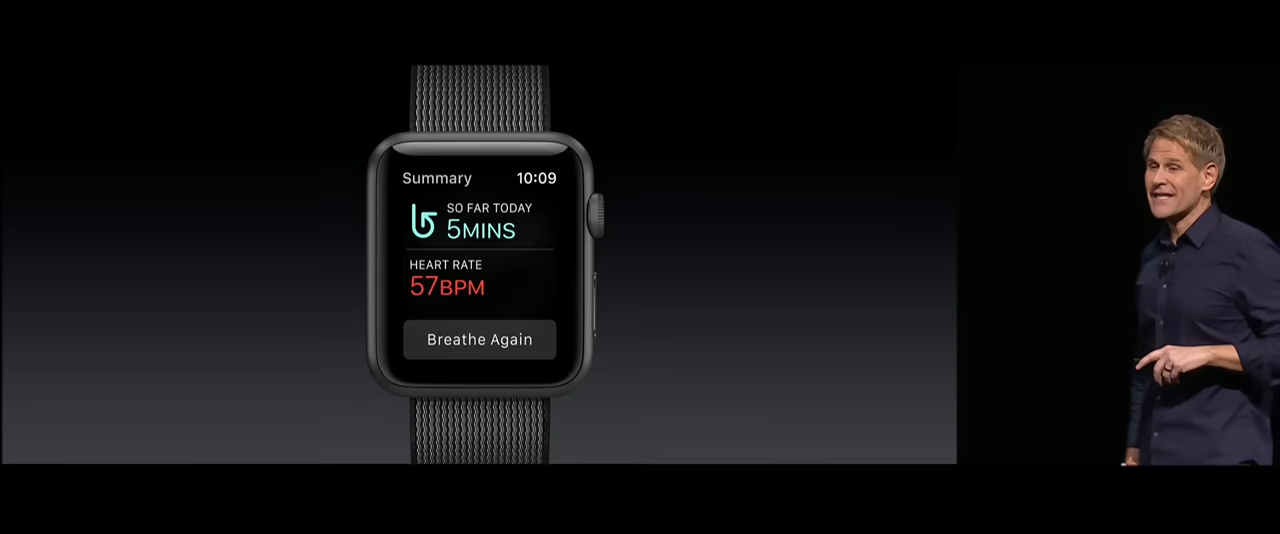 Summary 10:09
SO FAR TODAY
5MINS
HEART RATE
57BPM
Breathe Again